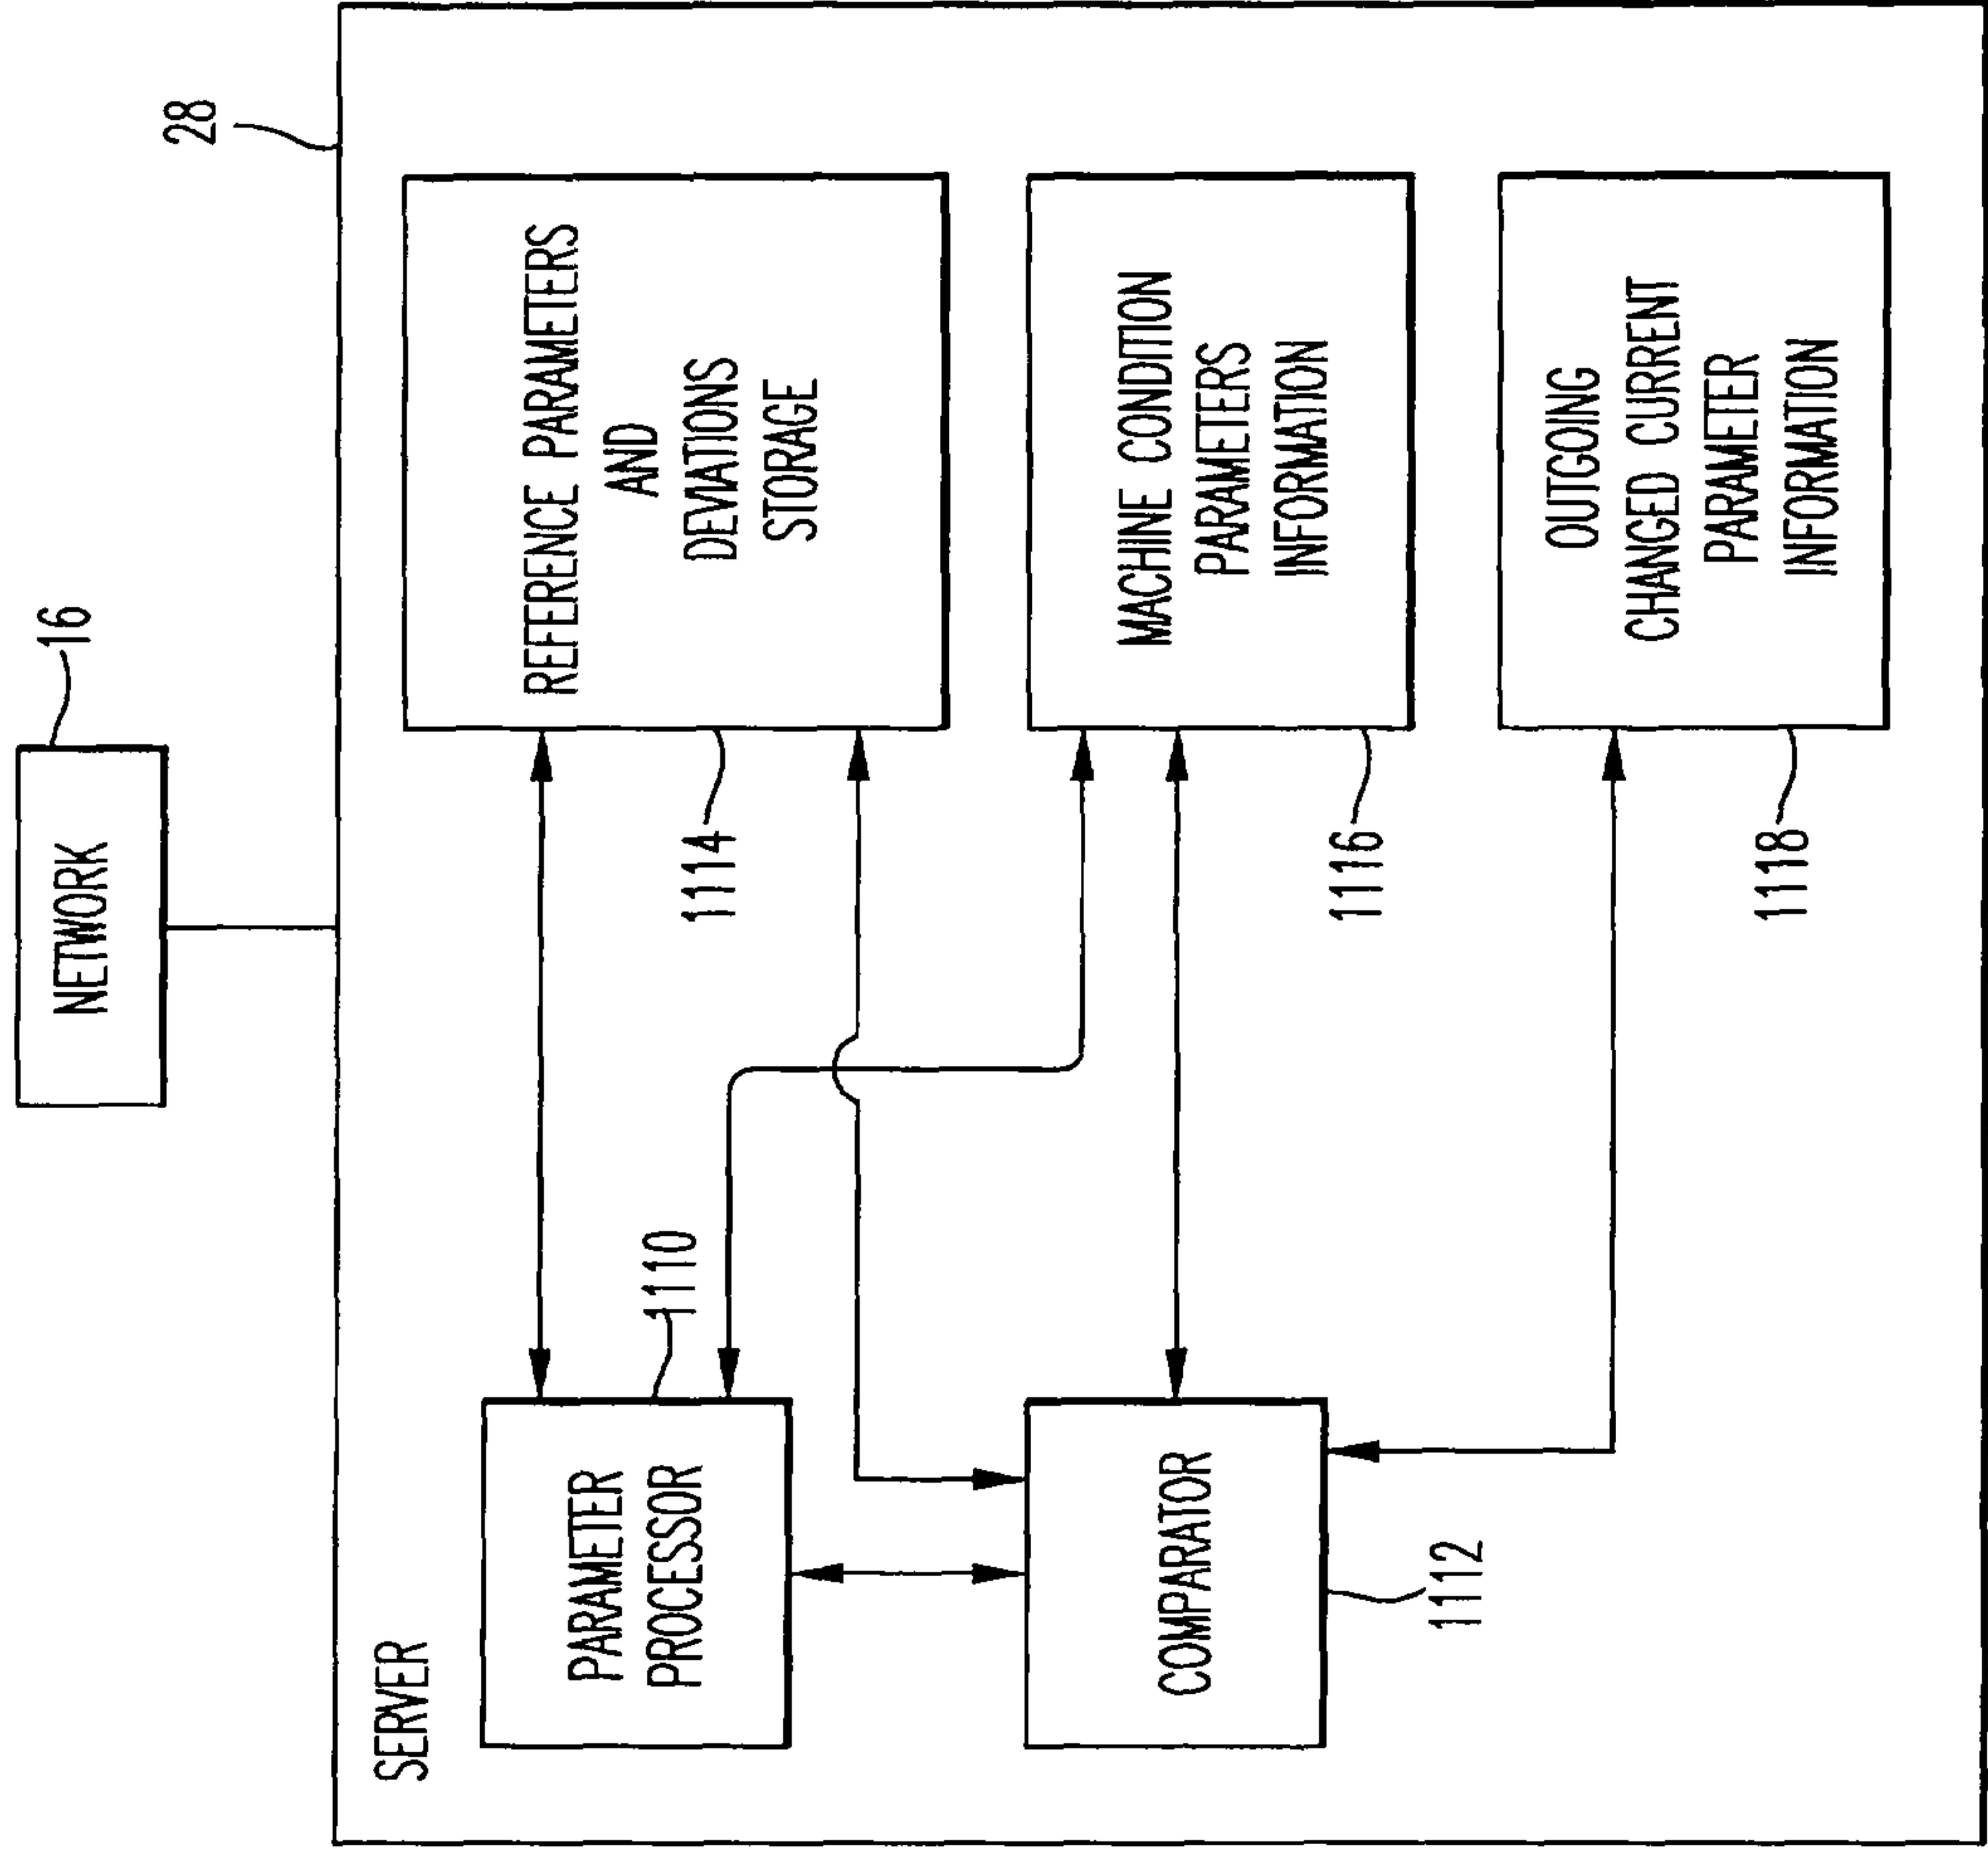 NETWORK
16
28
SERVER
PARAMETER
PROCESSOR
1110
REFERENCE PARAMETERS
AND
DEVIATIONS
STORAGE
1114
COMPARATOR
1112
MACHINE CONDITION
PARAMETERS
INFORMATION
1116
OUTGOING
CHANGED CURRENT
PARAMETER
INFORMATION
1118